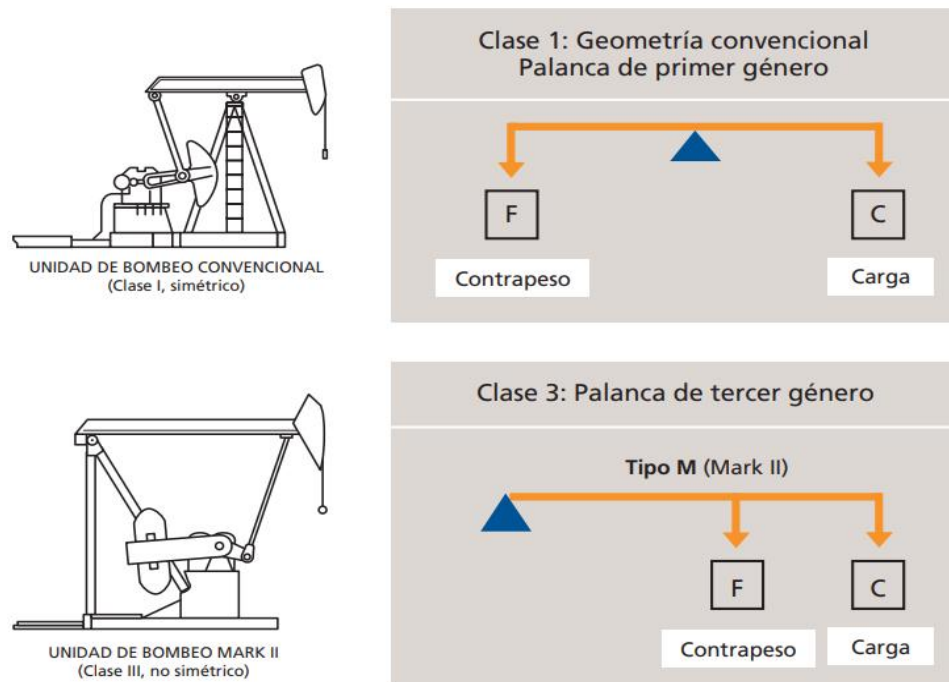 Clase 1: Geometría convencional
Palanca de primer género
F
C
Contrapeso
Carga
UNIDAD DE BOMBEO CONVENCIONAL
(Clase I, simétrico)
Clase 3: Palanca de tercer género
Tipo M (Mark II)
F
C
Contrapeso
Carga
UNIDAD DE BOMBEO MARK II
(Clase III, no simétrico)